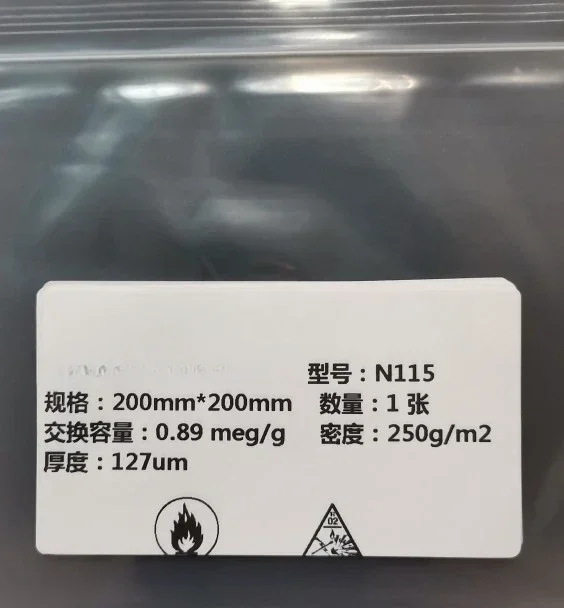 型号：N115
规格：200mm*200mm 数量：1 张
交换容量：0.89 meg/g 密度：250g/m2
厚度：127um
02